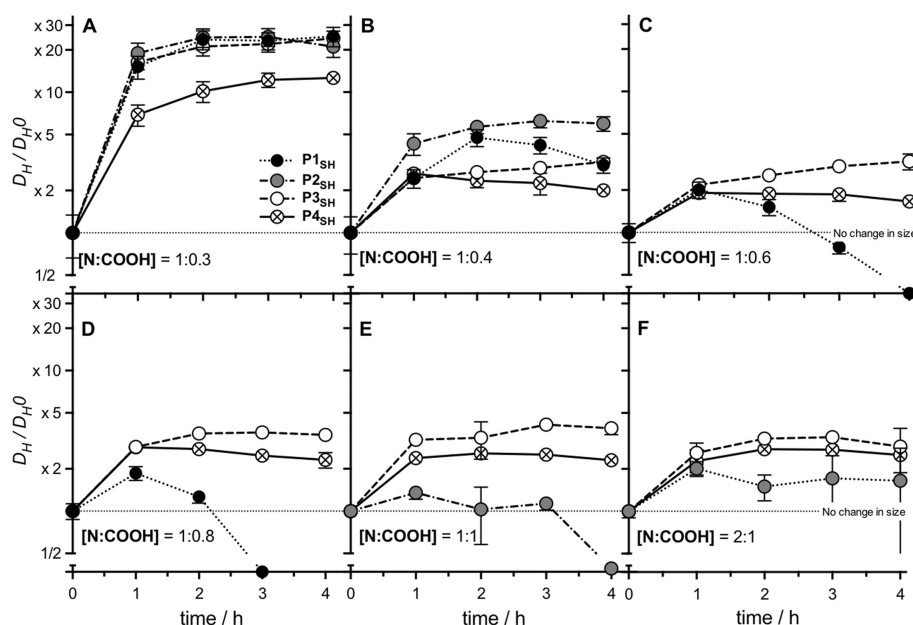 A
B
C
x 30
x 20
x 10
x 5
x 2
1/2
D_H / D_H0
P1_SH
P2_SH
P3_SH
P4_SH
[N:COOH] = 1:0.3
[N:COOH] = 1:0.4
No change in size
[N:COOH] = 1:0.6
D
E
F
x 30
x 20
x 10
x 5
x 2
1/2
D_H / D_H0
[N:COOH] = 1:0.8
[N:COOH] = 1:1
No change in size
[N:COOH] = 2:1
0 1 2 3 4 0 1 2 3 4 0 1 2 3 4
time / h
time / h
time / h